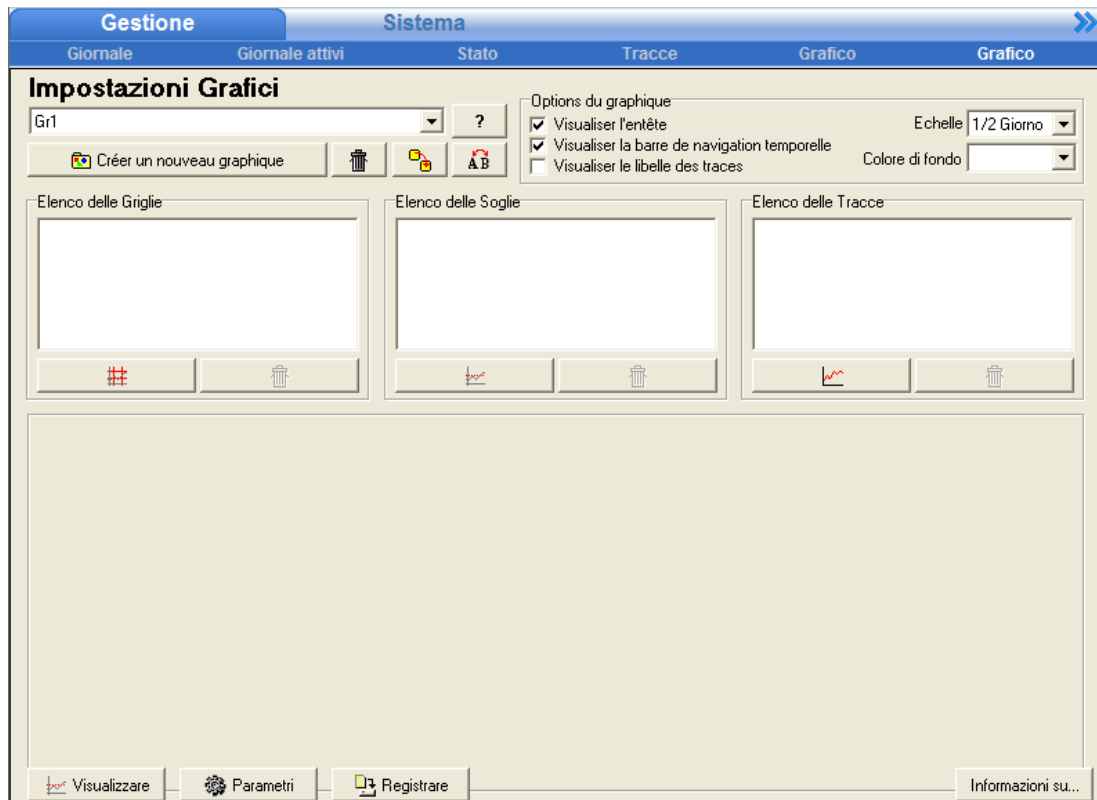 Gestione Sistema
Giornale Giornale attivi Stato Tracce Grafico Grafico
Impostazioni Grafici
Gr1
?
Créer un nouveau graphique
A B
Options du graphique
Visualiser l'entête
Visualiser la barre de navigation temporelle
Visualiser le libelle des traces
Echelle 1/2 Giorno
Colore di fondo
Elenco delle Griglie
Elenco delle Soglie
Elenco delle Tracce
Visualizzare Parametri Registrare Informazioni su...